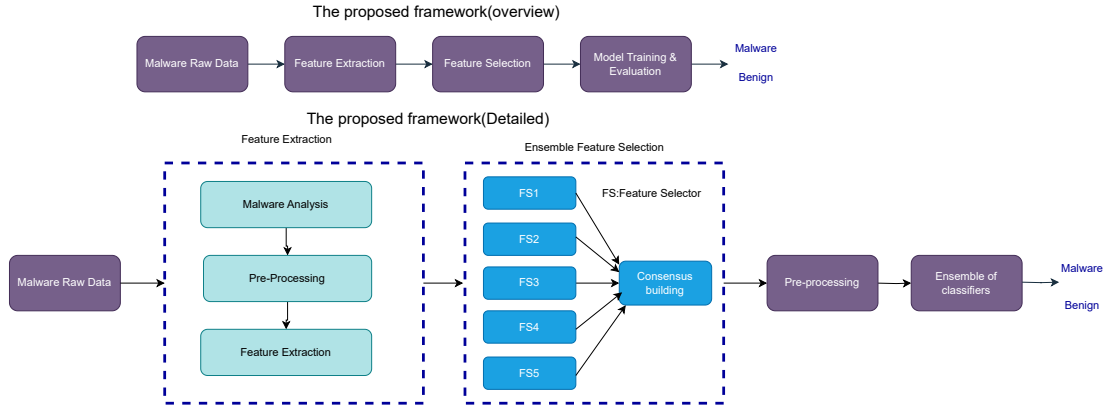 The proposed framework(overview)
Malware Raw Data
Feature Extraction
Feature Selection
Model Training &
Evaluation
Malware
Benign
The proposed framework(Detailed)
Feature Extraction
Ensemble Feature Selection
Malware Raw Data
Malware Analysis
Pre-Processing
Feature Extraction
FS1
FS2
FS3
FS4
FS5
FS:Feature Selector
Consensus
building
Pre-processing
Ensemble of
classifiers
Malware
Benign